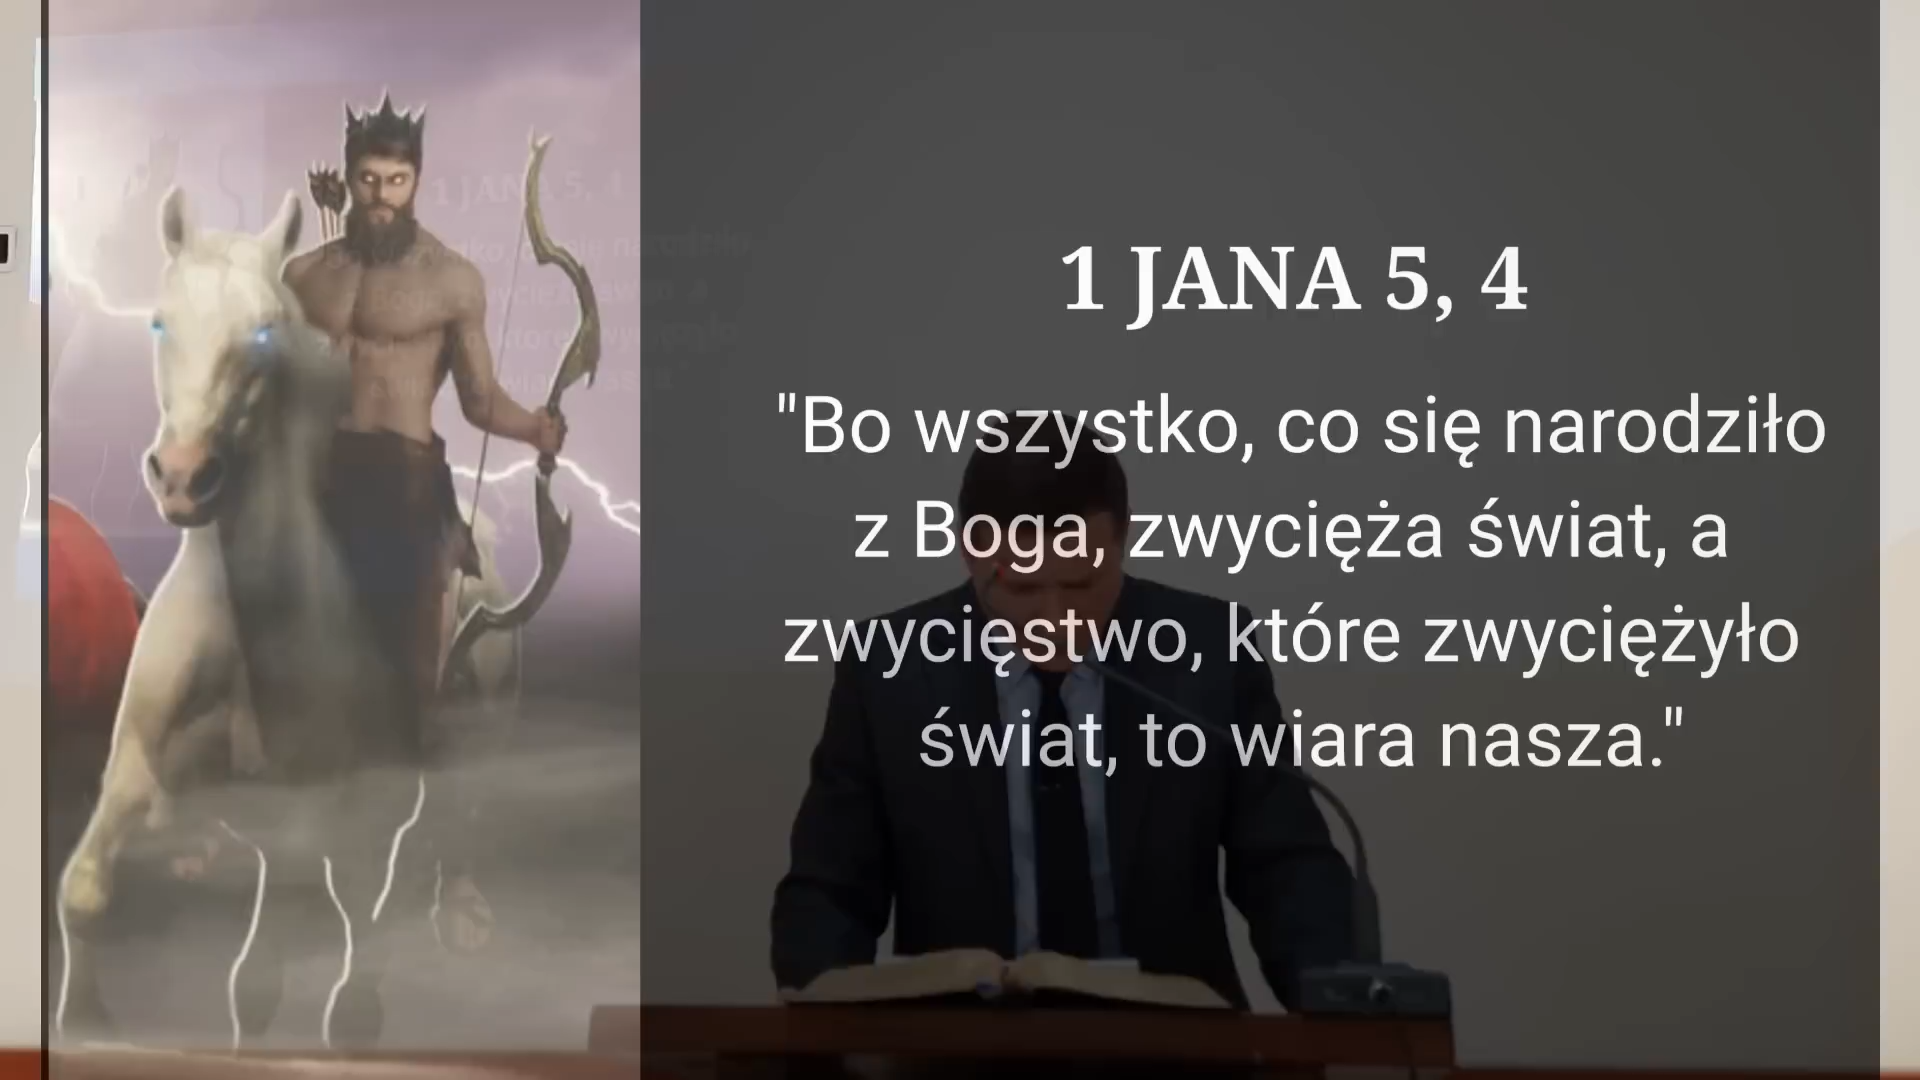 1 JANA 5, 4
"Bo wszystko, co się narodziło
z Boga, zwycięża świat, a
zwycięstwo, które zwyciężyło
świat, to wiara nasza."